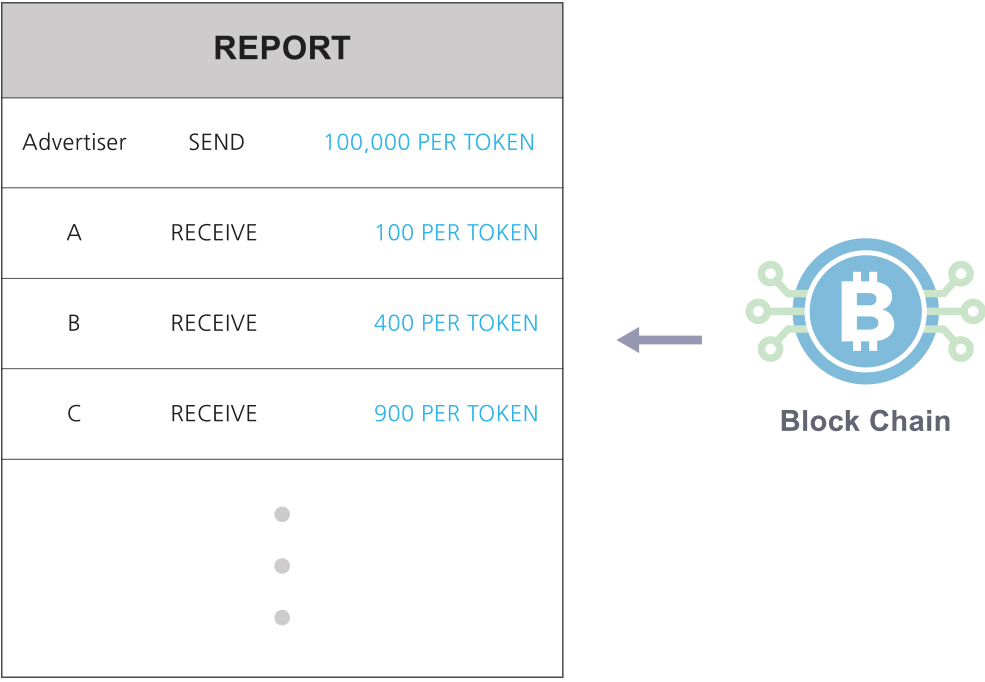 REPORT
Advertiser SEND 100,000 PER TOKEN
A RECEIVE 100 PER TOKEN
B RECEIVE 400 PER TOKEN
C RECEIVE 900 PER TOKEN
Block Chain